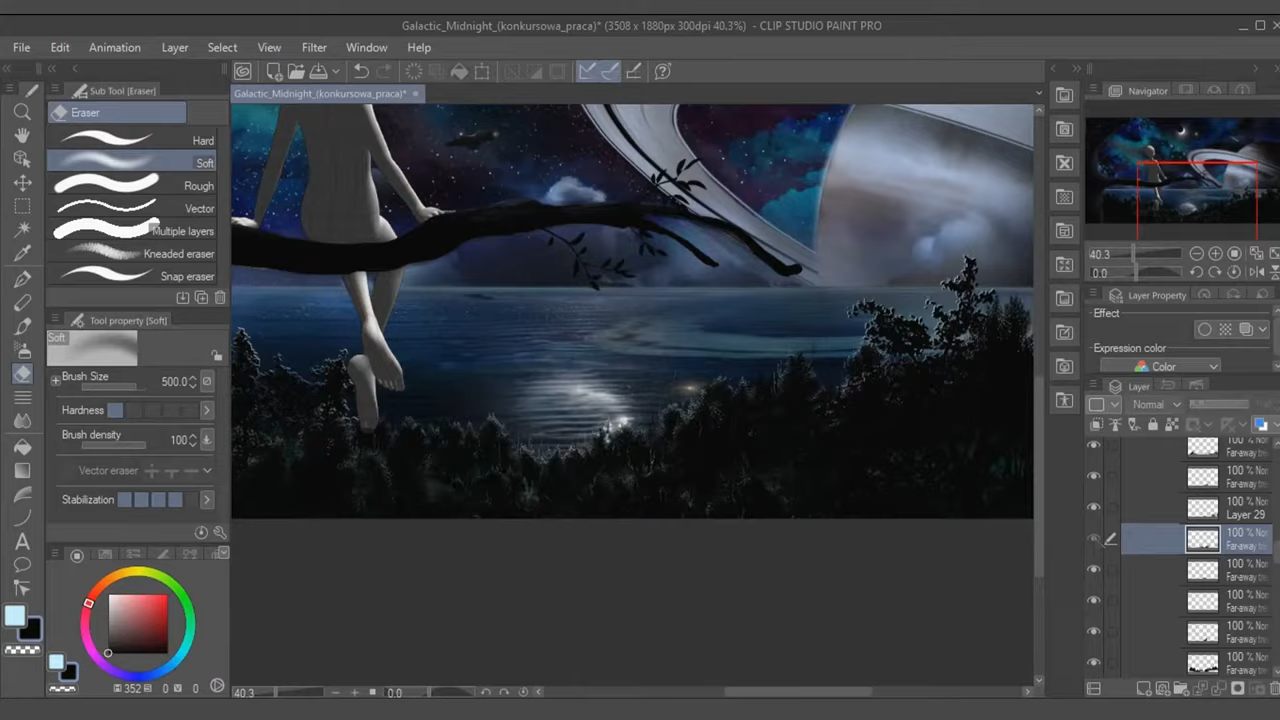 Galactic_Midnight_(konkursowa_praca)* (3508 x 1880px 300dpi 40.3%) - CLIP STUDIO PAINT PRO
File Edit Animation Layer Select View Filter Window Help
Sub Tool [Eraser]
Galactic_Midnight_(konkursowa_praca)*
Navigator
Eraser
Hard
Soft
Rough
Vector
Multiple layers
Kneaded eraser
Snap eraser
Tool property [Soft]
Soft
Brush Size 500.0
Hardness
Brush density 100
Vector eraser
Stabilization
352 0 0
40.3 0.0
40.3
0.0
Layer Property
Effect
Expression color
Color
Layer
Normal
100 % Nor
Far-away tre
100 % Nor
Far-away tre
100 % Nor
Layer 29
100 % Nor
Far-away tre
100 % Nor
Far-away tre
100 % Nor
Far-away tre
100 % Nor
Far-away tre
100 % Nor
Far-away tre